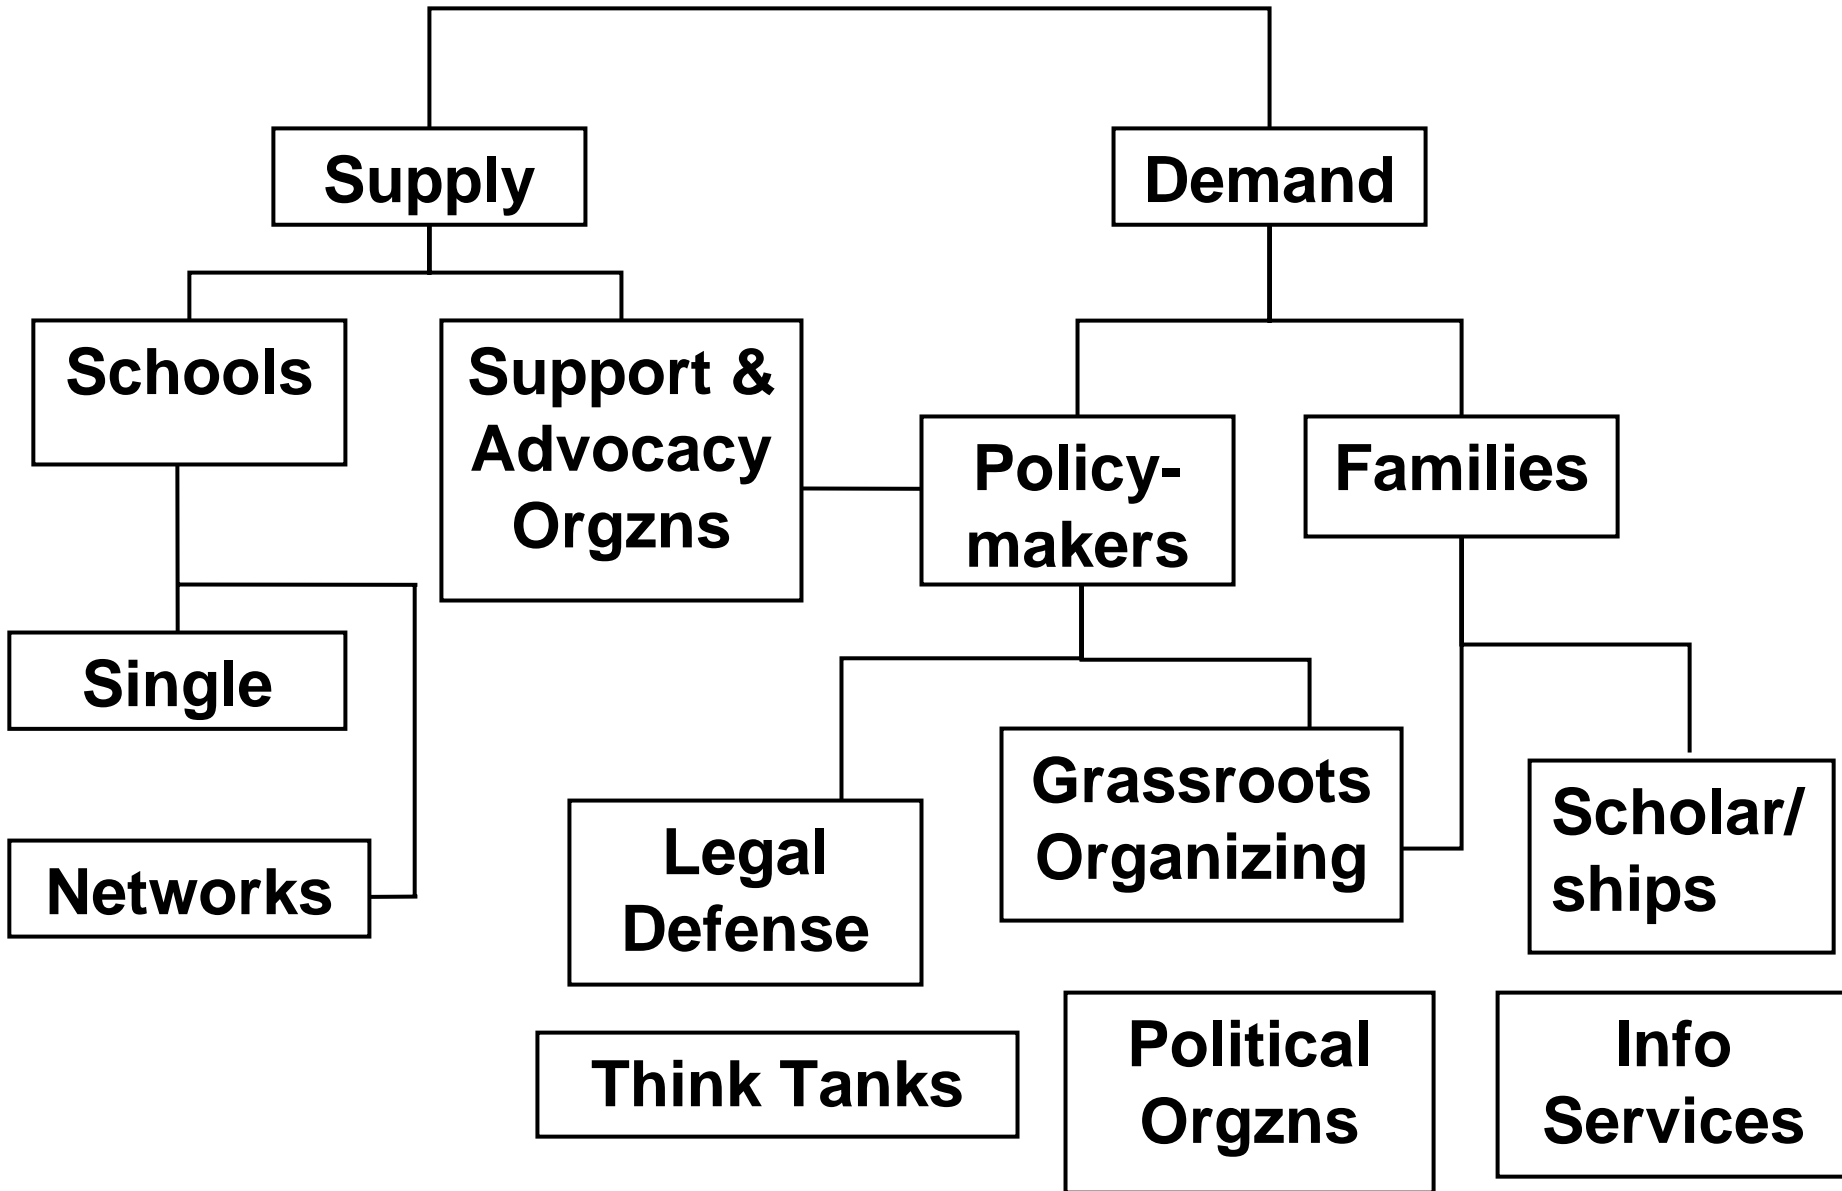 Supply
Demand
Schools
Support &
Advocacy
Orgzns
Policy-
makers
Families
Single
Networks
Legal
Defense
Grassroots
Organizing
Scholar/
ships
Think Tanks
Political
Orgzns
Info
Services